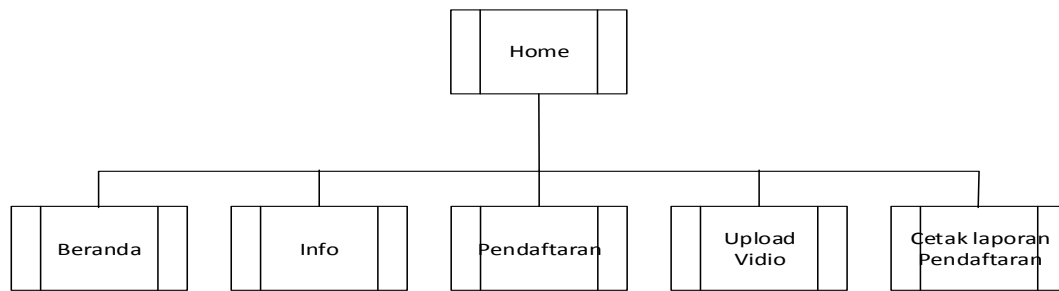 Home
Beranda
Info
Pendaftaran
Upload
Vidio
Cetak laporan
Pendaftaran